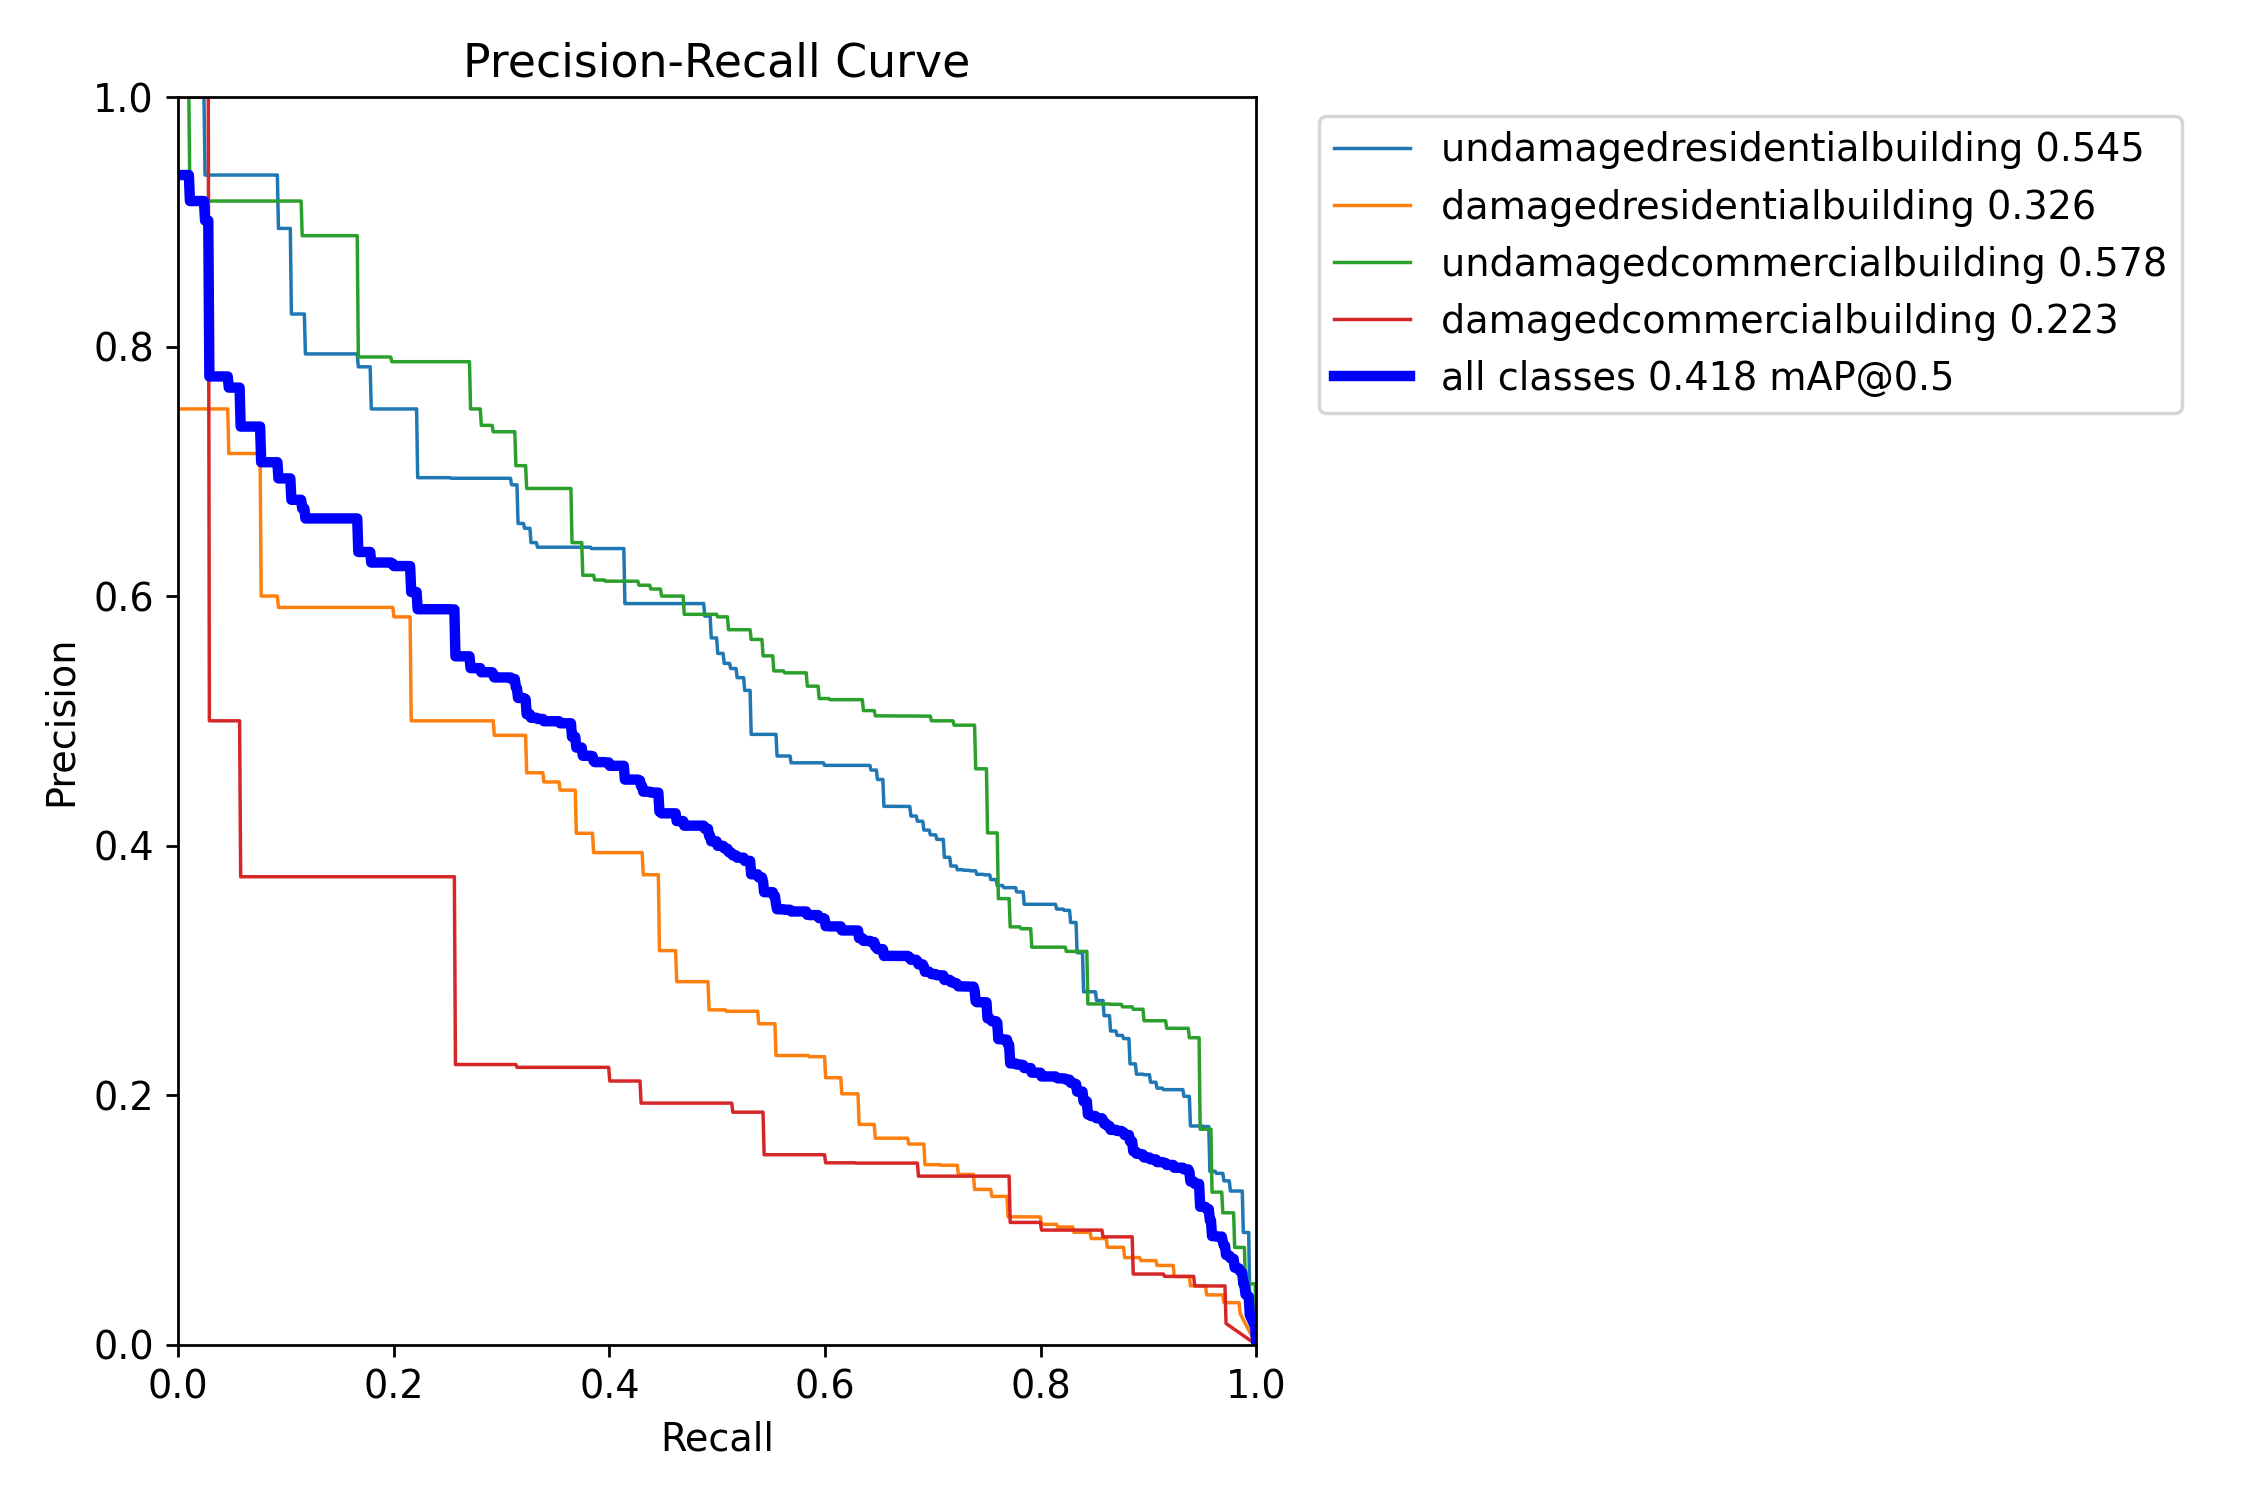 Precision-Recall Curve
1.0
0.8
0.6
0.4
0.2
0.0
Precision
0.0 0.2 0.4 0.6 0.8 1.0
Recall
undamagedresidentialbuilding 0.545
damagedresidentialbuilding 0.326
undamagedcommercialbuilding 0.578
damagedcommercialbuilding 0.223
all classes 0.418 mAP@0.5